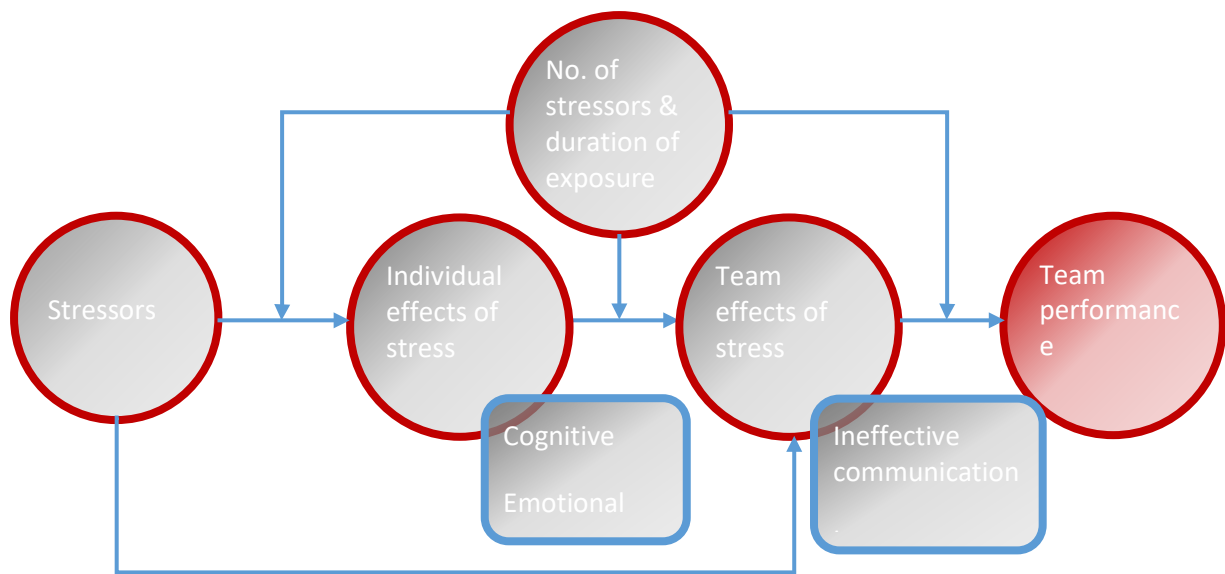 No. of
stressors &
duration of
exposure
Stressors
Individual
effects of
stress
Team
effects of
stress
Team
performanc
e
Cognitive
Emotional
Ineffective
communication
.